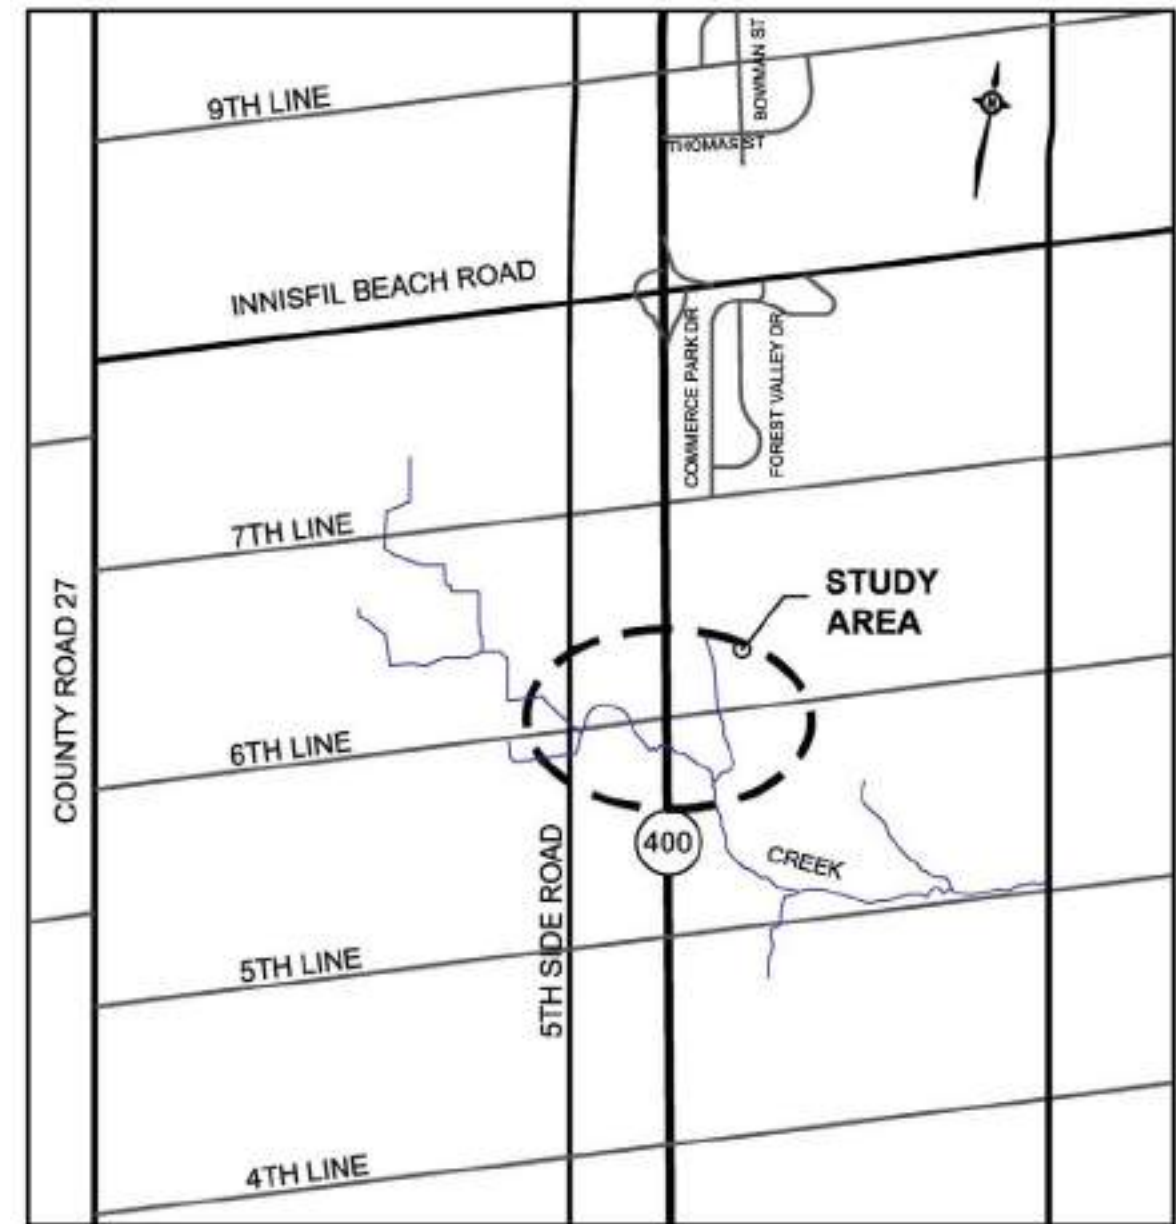 BOWMAN ST
9TH LINE
N
THOMAS ST
INNISFIL BEACH ROAD
COMMERCE PARK DR
FOREST VALLEY DR
7TH LINE
STUDY
AREA
COUNTY ROAD 27
6TH LINE
400
CREEK
5TH SIDE ROAD
5TH LINE
4TH LINE